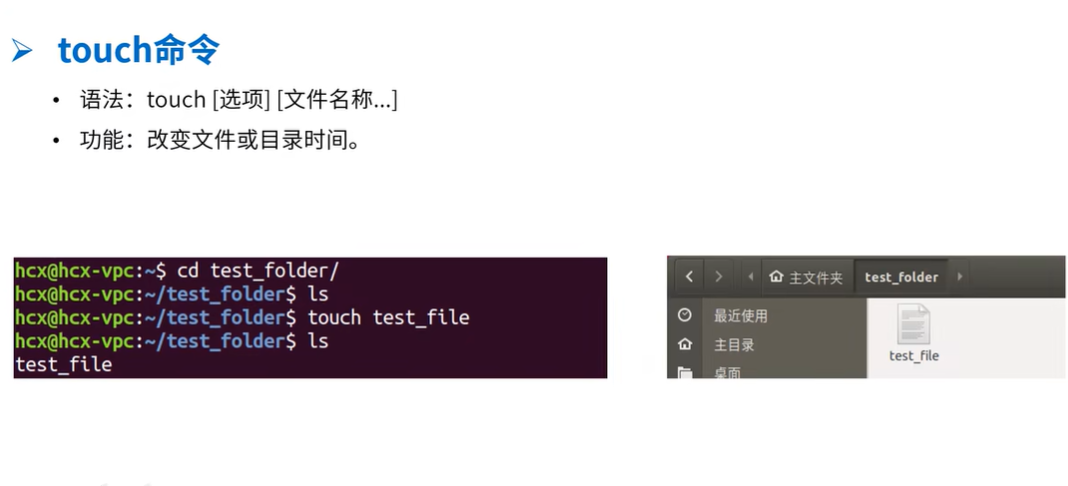 touch命令
语法：touch [选项] [文件名称...]
功能：改变文件或目录时间。
hcx@hcx-vpc:~$ cd test_folder/
hcx@hcx-vpc:~/test_folder$ ls
hcx@hcx-vpc:~/test_folder$ touch test_file
hcx@hcx-vpc:~/test_folder$ ls
test_file
主文件夹 test_folder
最近使用
主目录
桌面
test_file